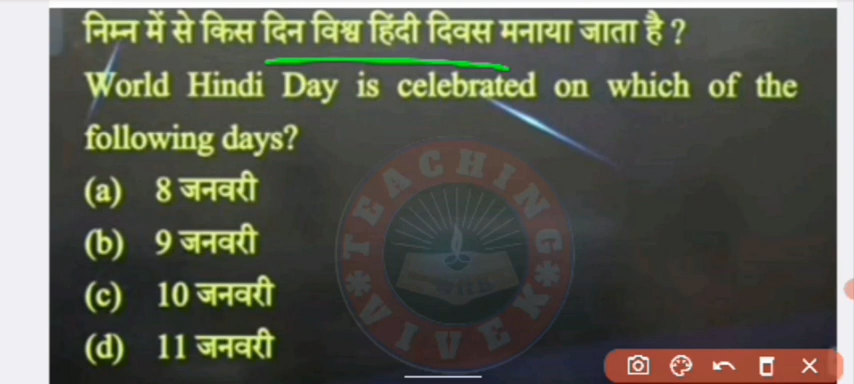 निम्न में से किस दिन विश्व हिंदी दिवस मनाया जाता है ?
World Hindi Day is celebrated on which of the
following days?
(a) 8 जनवरी
(b) 9 जनवरी
(c) 10 जनवरी
(d) 11 जनवरी
TEACHING
VIVEK